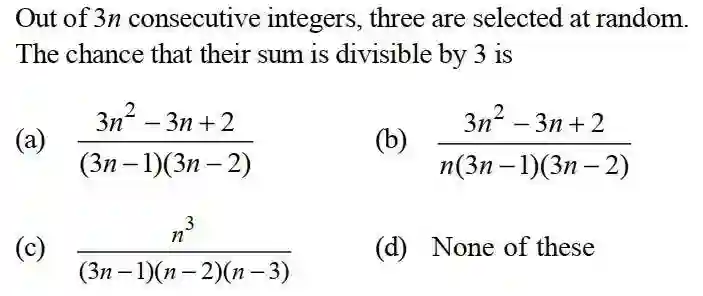 Out of 3n consecutive integers, three are selected at random.
The chance that their sum is divisible by 3 is
(a) \frac{3n^2 - 3n + 2}{(3n - 1)(3n - 2)} (b) \frac{3n^2 - 3n + 2}{n(3n - 1)(3n - 2)}
(c) \frac{n^3}{(3n - 1)(n - 2)(n - 3)} (d) None of these